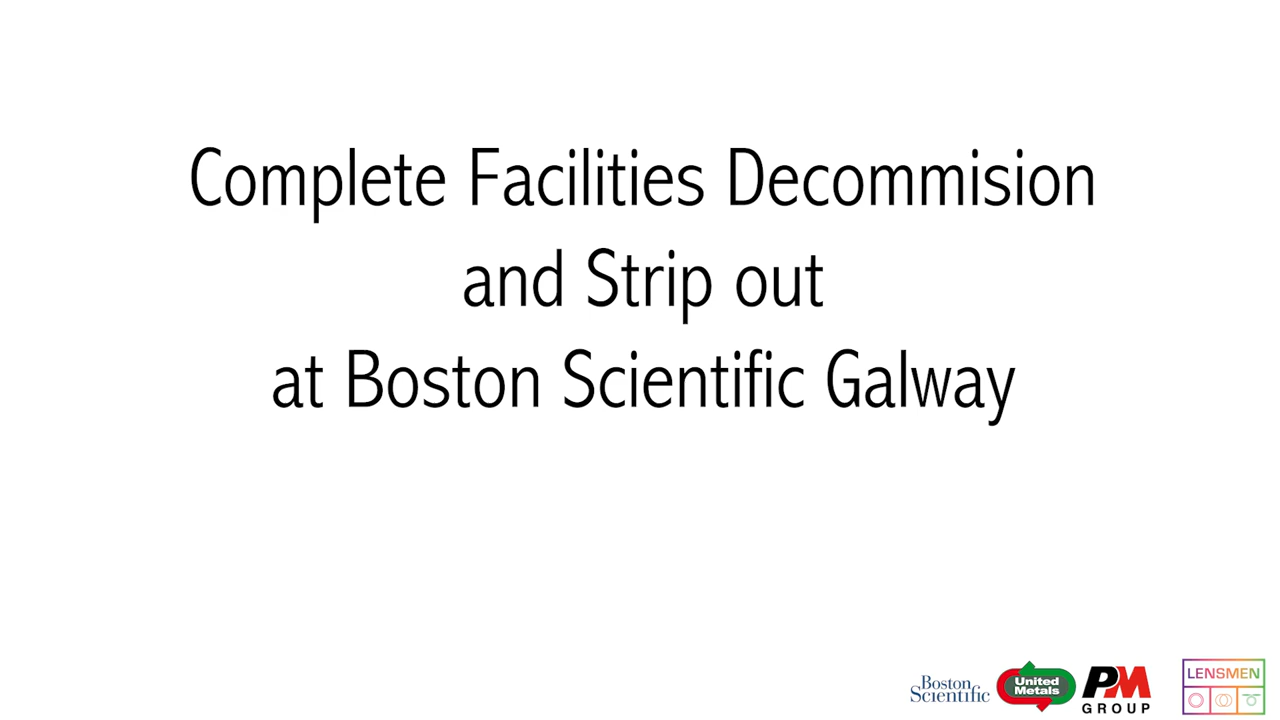 Complete Facilities Decommision
and Strip out
at Boston Scientific Galway
Boston
Scientific
United
Metals
PM
GROUP
LENSMEN